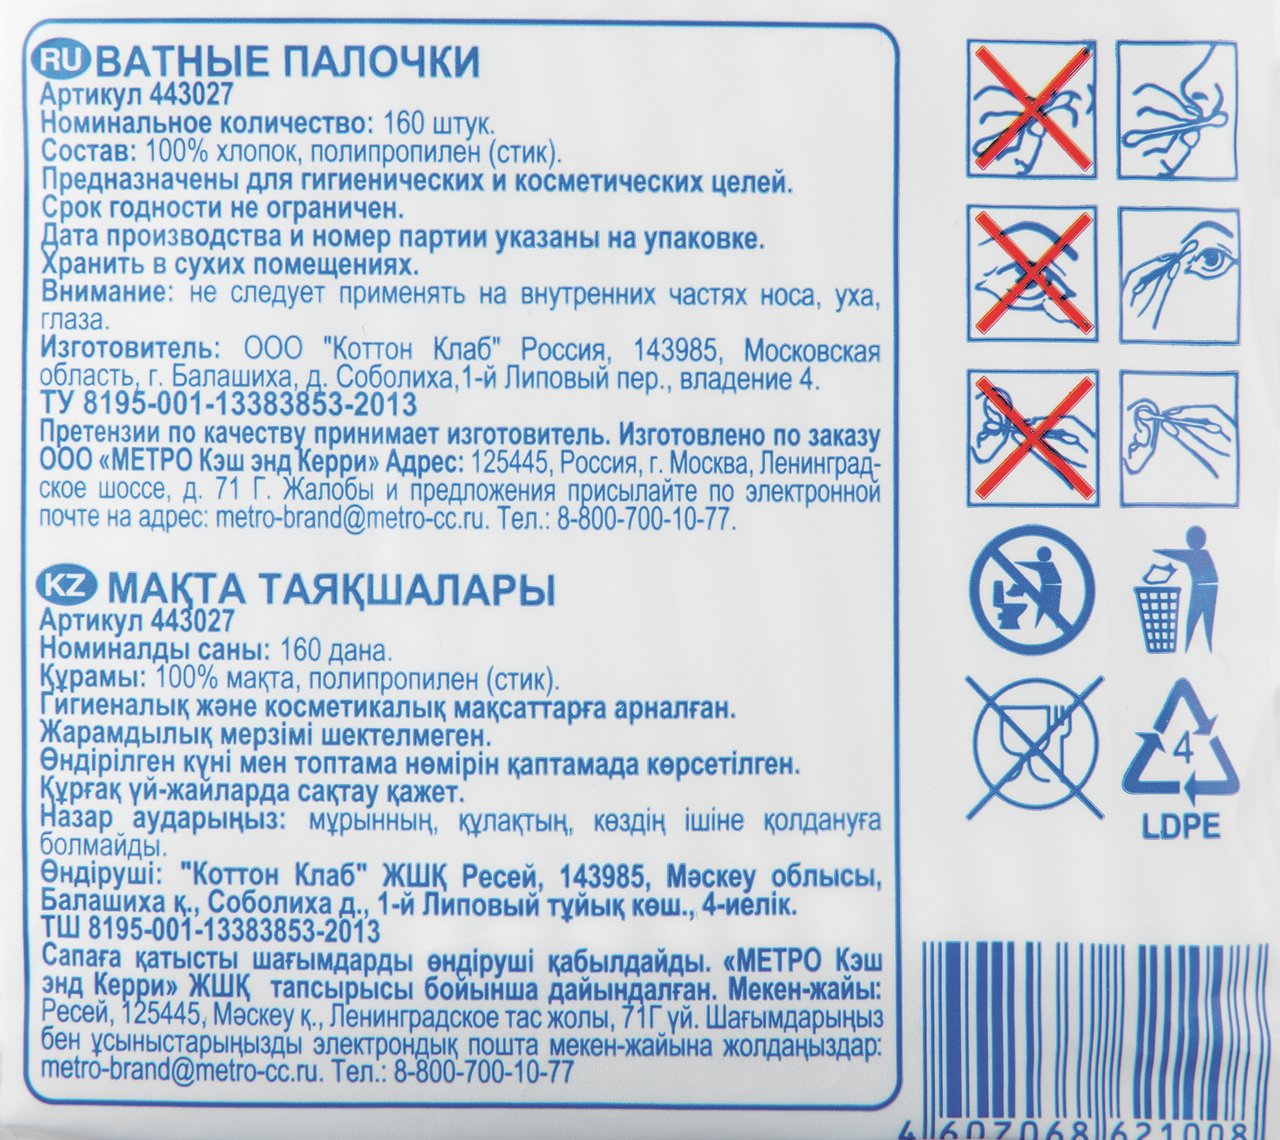 RU ВАТНЫЕ ПАЛОЧКИ
Артикул 443027
Номинальное количество: 160 штук.
Состав: 100% хлопок, полипропилен (стик).
Предназначены для гигиенических и косметических целей.
Срок годности не ограничен.
Дата производства и номер партии указаны на упаковке.
Хранить в сухих помещениях.
Внимание: не следует применять на внутренних частях носа, уха,
глаза.
Изготовитель: ООО "Коттон Клаб" Россия, 143985, Московская
область, г. Балашиха, д. Соболиха,1-й Липовый пер., владение 4.
ТУ 8195-001-13383853-2013
Претензии по качеству принимает изготовитель. Изготовлено по заказу
ООО «МЕТРО Кэш энд Керри» Адрес: 125445, Россия, г. Москва, Ленинград-
ское шоссе, д. 71 Г. Жалобы и предложения присылайте по электронной
почте на адрес: metro-brand@metro-cc.ru. Тел.: 8-800-700-10-77.
KZ МАҚТА ТАЯҚШАЛАРЫ
Артикул 443027
Номиналды саны: 160 дана.
Құрамы: 100% мақта, полипропилен (стик).
Гигиеналық және косметикалық мақсаттарға арналған.
Жарамдылық мерзімі шектелмеген.
Өндірілген күні мен топтама нөмірін қаптамада көрсетілген.
Құрғақ үй-жайларда сақтау қажет.
Назар аударыңыз: мұрынның, құлақтың, көздің ішіне қолдануға
болмайды.
Өндіруші: "Коттон Клаб" ЖШҚ Ресей, 143985, Мәскеу облысы,
Балашиха қ., Соболиха д., 1-й Липовый тұйық көш., 4-иелік.
ТШ 8195-001-13383853-2013
Сапаға қатысты шағымдарды өндіруші қабылдайды. «МЕТРО Кэш
энд Керри» ЖШҚ тапсырысы бойынша дайындалған. Мекен-жайы:
Ресей, 125445, Мәскеу қ., Ленинградское тас жолы, 71Г үй. Шағымдарыңыз
бен ұсыныстарыңызды электрондық пошта мекен-жайына жолдаңыздар:
metro-brand@metro-cc.ru. Тел.: 8-800-700-10-77
4
LDPE
4 607068 621008